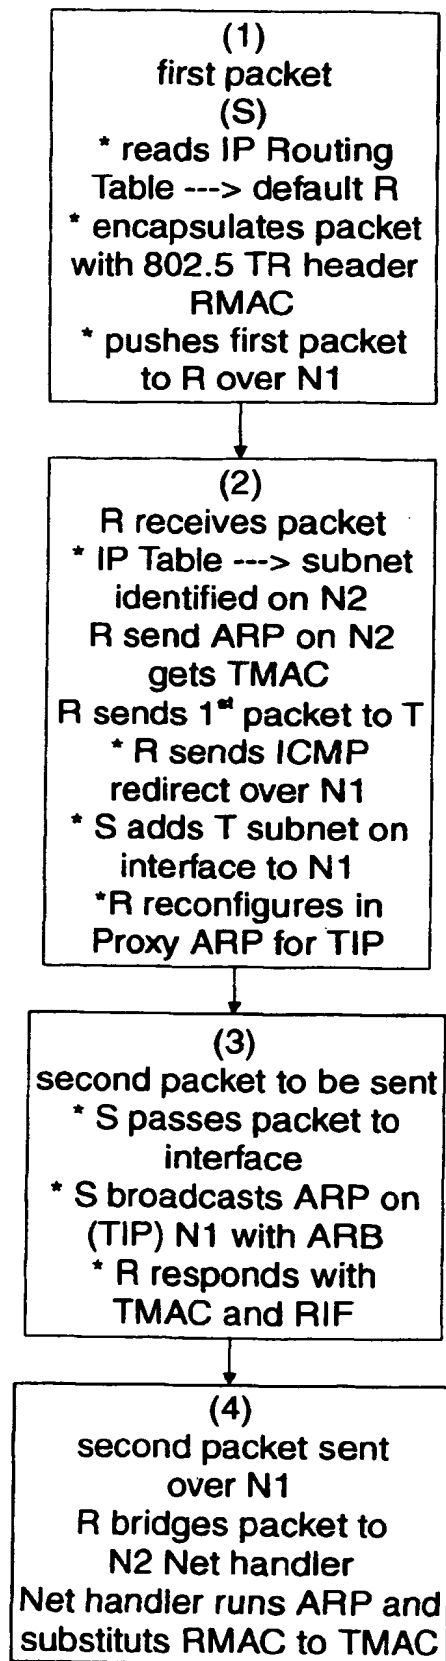 (1)
first packet
(S)
* reads IP Routing
Table ---> default R
* encapsulates packet
with 802.5 TR header
RMAC
* pushes first packet
to R over N1
(2)
R receives packet
* IP Table ---> subnet
identified on N2
R send ARP on N2
gets TMAC
R sends 1st packet to T
* R sends ICMP
redirect over N1
* S adds T subnet on
interface to N1
*R reconfigures in
Proxy ARP for TIP
(3)
second packet to be sent
* S passes packet to
interface
* S broadcasts ARP on
(TIP) N1 with ARB
* R responds with
TMAC and RIF
(4)
second packet sent
over N1
R bridges packet to
N2 Net handler
Net handler runs ARP and
substituts RMAC to TMAC